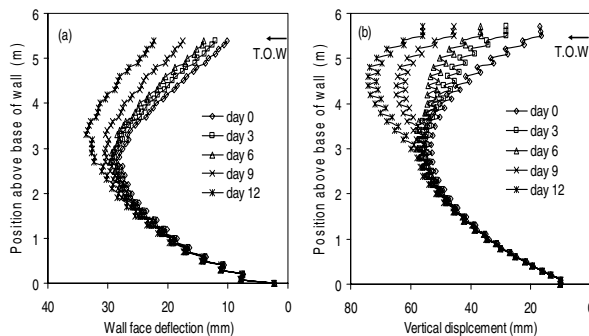 (a)
T.O.W
Position above base of wall (m)
6
5
4
3
2
1
0
day 0
day 3
day 6
day 9
day 12
40 30 20 10 0
Wall face deflection (mm)
(b)
T.O.W
Position above base of wall (m)
6
5
4
3
2
1
0
day 0
day 3
day 6
day 9
day 12
80 60 40 20 0
Vertical displcement (mm)